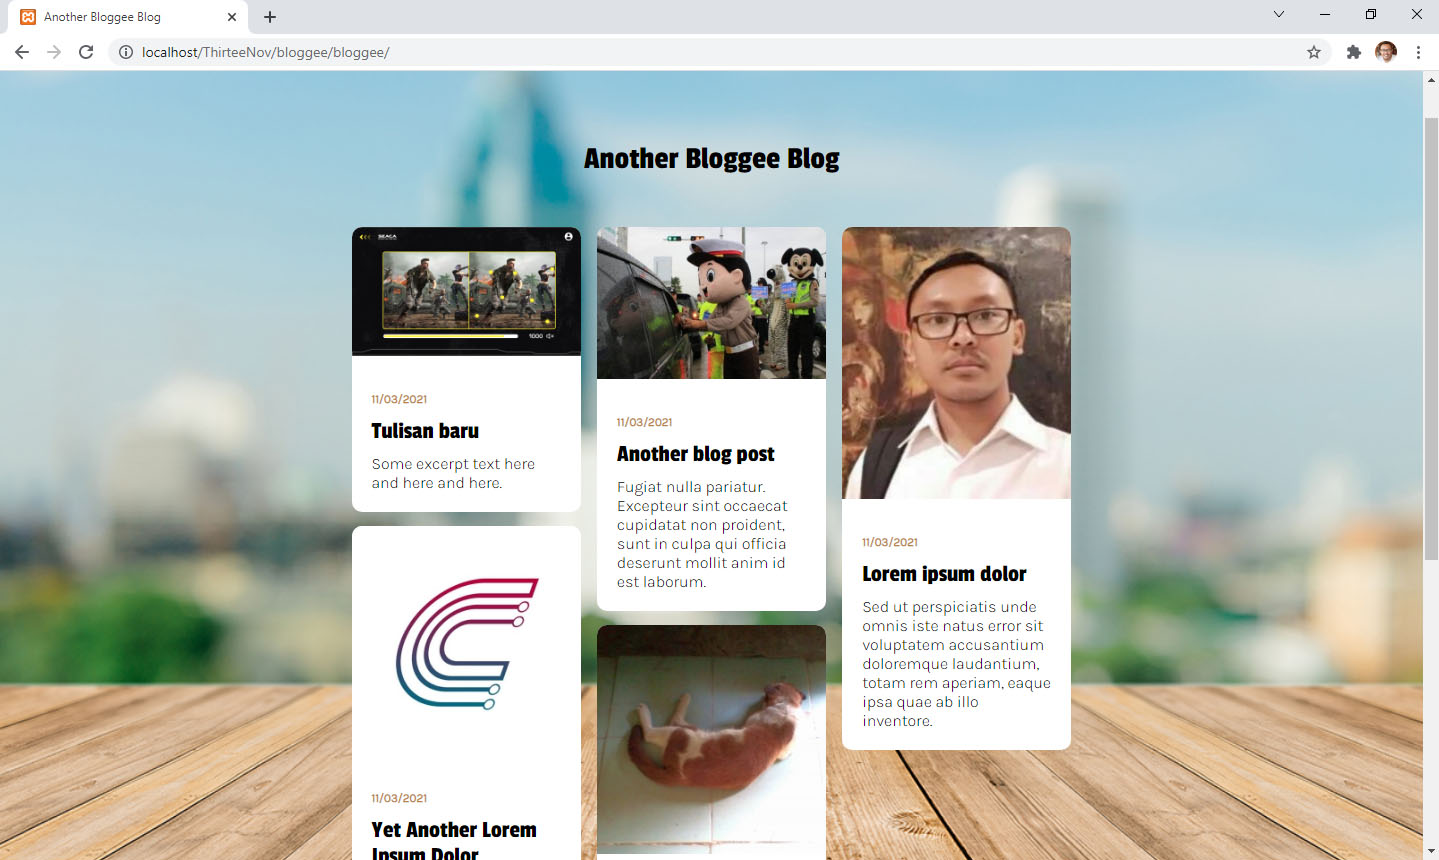 Another Bloggee Blog
localhost/ThirteeNov/bloggee/bloggee/
Another Bloggee Blog
SEACA
1000
11/03/2021
Tulisan baru
Some excerpt text here
and here and here.
11/03/2021
Another blog post
Fugiat nulla pariatur.
Excepteur sint occaecat
cupidatat non proident,
sunt in culpa qui officia
deserunt mollit anim id
est laborum.
11/03/2021
Lorem ipsum dolor
Sed ut perspiciatis unde
omnis iste natus error sit
voluptatem accusantium
doloremque laudantium,
totam rem aperiam, eaque
ipsa quae ab illo
inventore.
11/03/2021
Yet Another Lorem
Ipsum Dolor